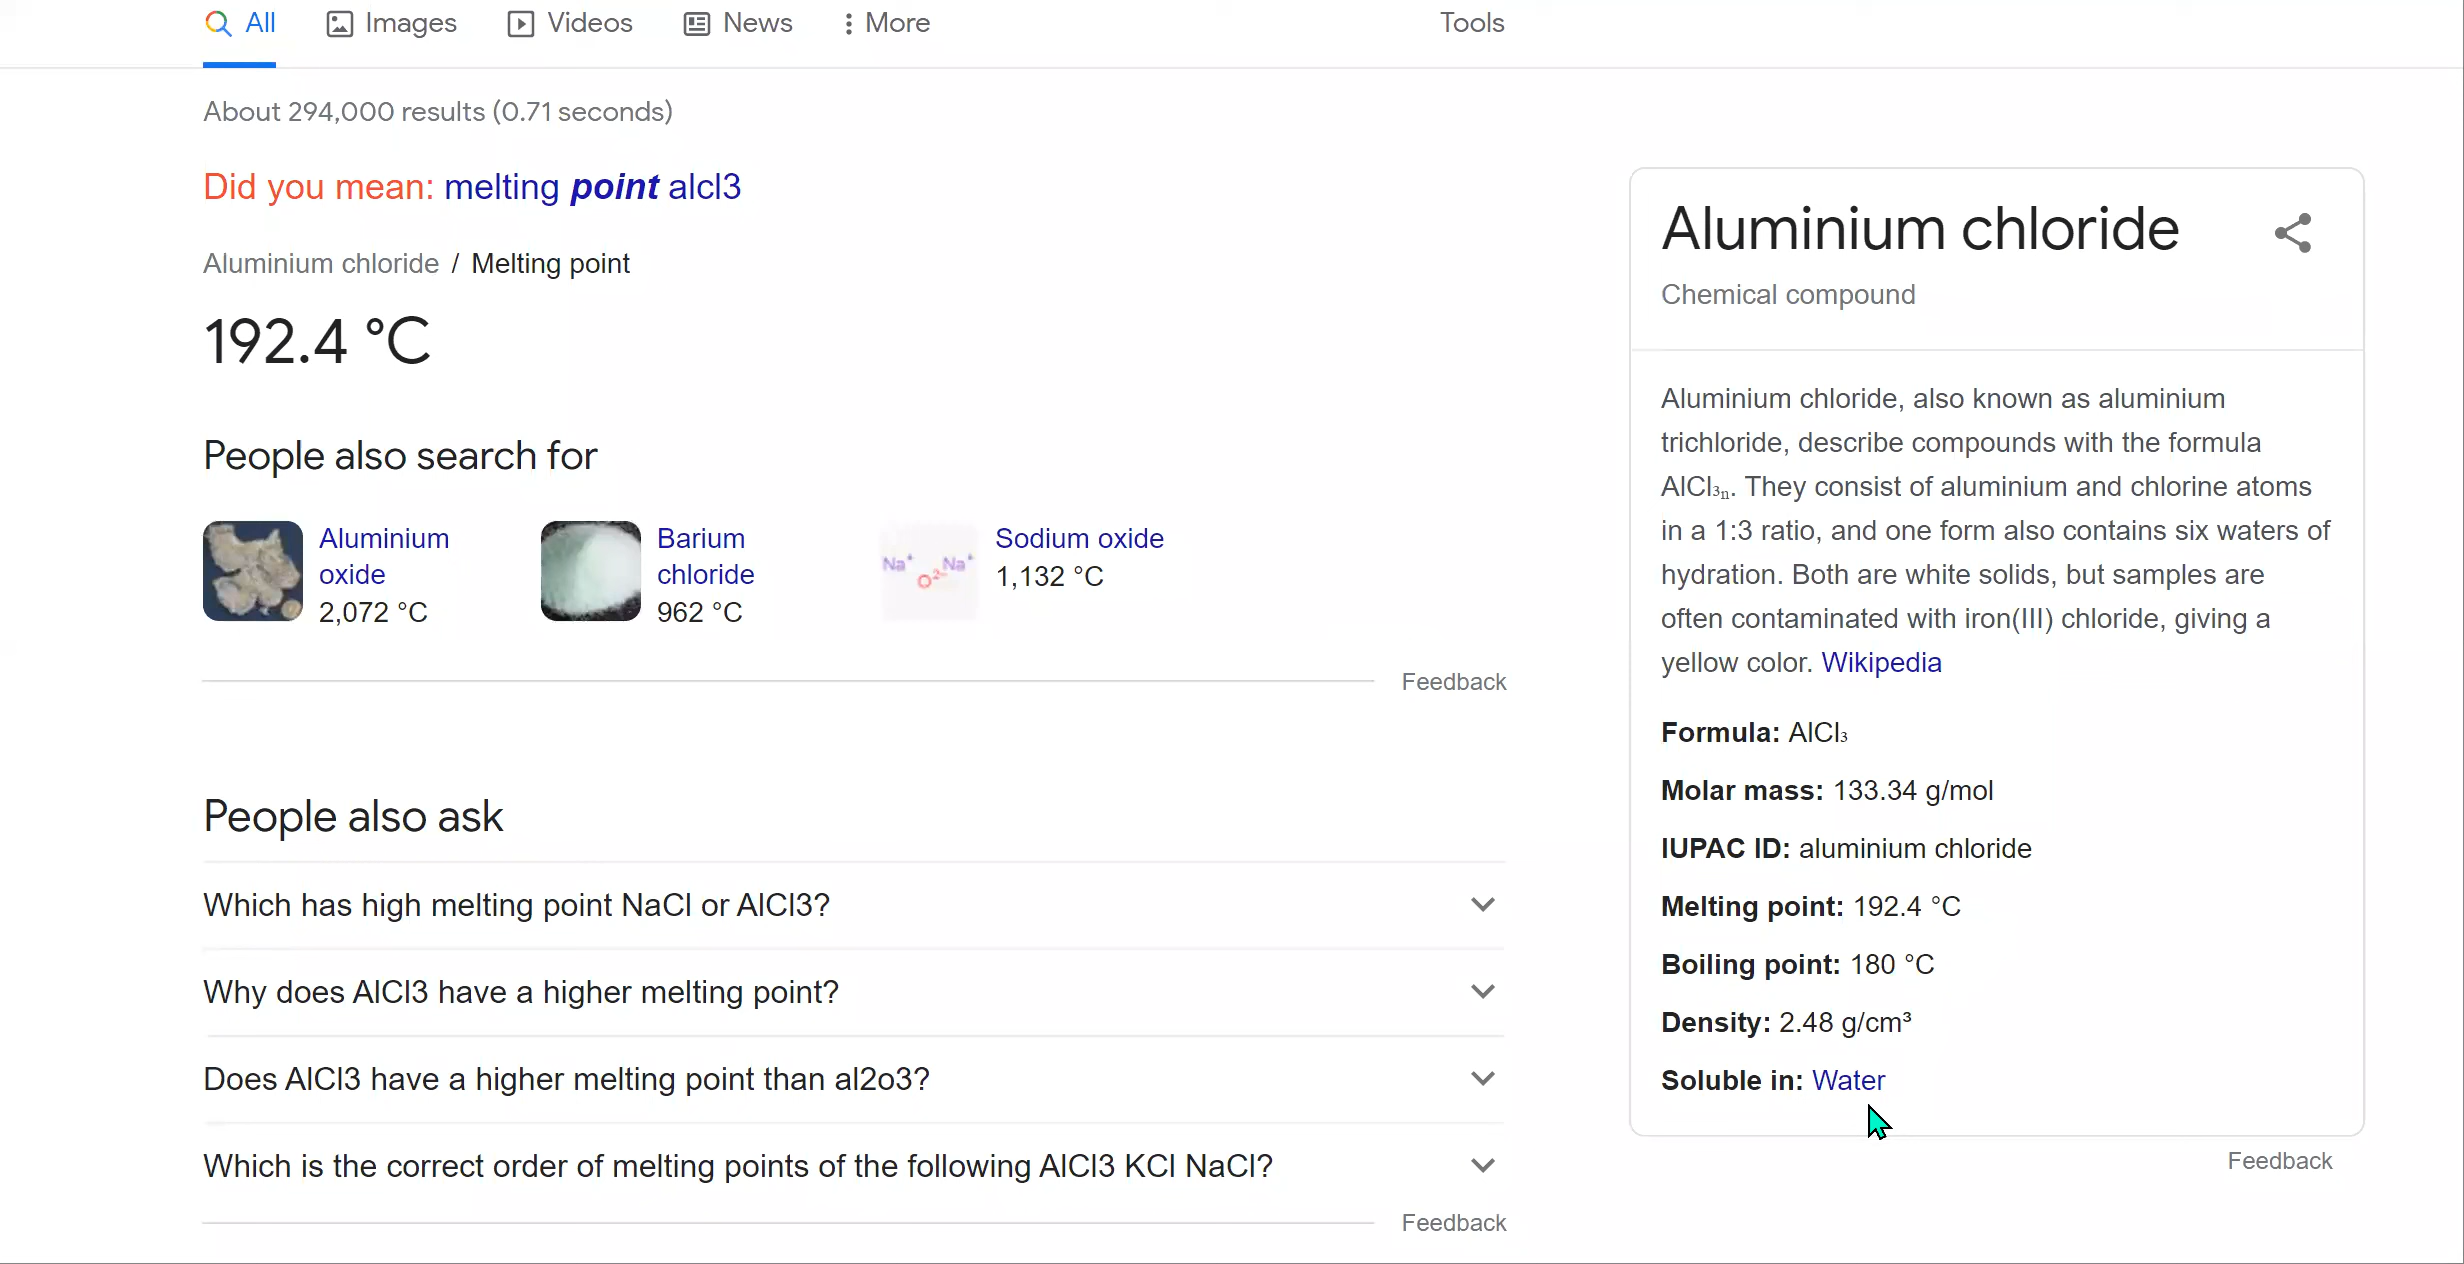 All
Images
Videos
News
More
Tools
About 294,000 results (0.71 seconds)
Did you mean: melting point alcl3
Aluminium chloride / Melting point
192.4 °C
People also search for
Aluminium
oxide
2,072 °C
Barium
chloride
962 °C
Na⁺ Na⁺
O²⁻
Sodium oxide
1,132 °C
Feedback
People also ask
Which has high melting point NaCl or AlCl3?
Why does AlCl3 have a higher melting point?
Does AlCl3 have a higher melting point than al2o3?
Which is the correct order of melting points of the following AlCl3 KCl NaCl?
Feedback
Aluminium chloride
Chemical compound
Aluminium chloride, also known as aluminium
trichloride, describe compounds with the formula
AlCl₃ₙ. They consist of aluminium and chlorine atoms
in a 1:3 ratio, and one form also contains six waters of
hydration. Both are white solids, but samples are
often contaminated with iron(III) chloride, giving a
yellow color. Wikipedia
Formula: AlCl₃
Molar mass: 133.34 g/mol
IUPAC ID: aluminium chloride
Melting point: 192.4 °C
Boiling point: 180 °C
Density: 2.48 g/cm³
Soluble in: Water
Feedback